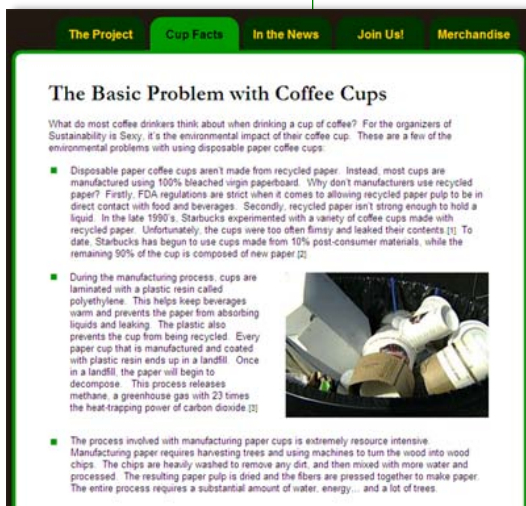 The Project Cup Facts In the News Join Us! Merchandise
The Basic Problem with Coffee Cups
What do most coffee drinkers think about when drinking a cup of coffee? For the organizers of
Sustainability is Sexy, it's the environmental impact of their coffee cup. These are a few of the
environmental problems with using disposable paper coffee cups:
Disposable paper coffee cups aren't made from recycled paper. Instead, most cups are
manufactured using 100% bleached virgin paperboard. Why don't manufacturers use recycled
paper? Firstly, FDA regulations are strict when it comes to allowing recycled paper pulp to be in
direct contact with food and beverages. Secondly, recycled paper isn't strong enough to hold a
liquid. In the late 1990's, Starbucks experimented with a variety of coffee cups made with
recycled paper. Unfortunately, the cups were too often flimsy and leaked their contents.[1] To
date, Starbucks has begun to use cups made from 10% post-consumer materials, while the
remaining 90% of the cup is composed of new paper.[2]
During the manufacturing process, cups are
laminated with a plastic resin called
polyethylene. This helps keep beverages
warm and prevents the paper from absorbing
liquids and leaking. The plastic also
prevents the cup from being recycled. Every
paper cup that is manufactured and coated
with plastic resin ends up in a landfill. Once
in a landfill, the paper will begin to
decompose. This process releases
methane, a greenhouse gas with 23 times
the heat-trapping power of carbon dioxide.[3]
The process involved with manufacturing paper cups is extremely resource intensive.
Manufacturing paper requires harvesting trees and using machines to turn the wood into wood
chips. The chips are heavily washed to remove any dirt, and then mixed with more water and
processed. The resulting paper pulp is dried and the fibers are pressed together to make paper.
The entire process requires a substantial amount of water, energy... and a lot of trees.